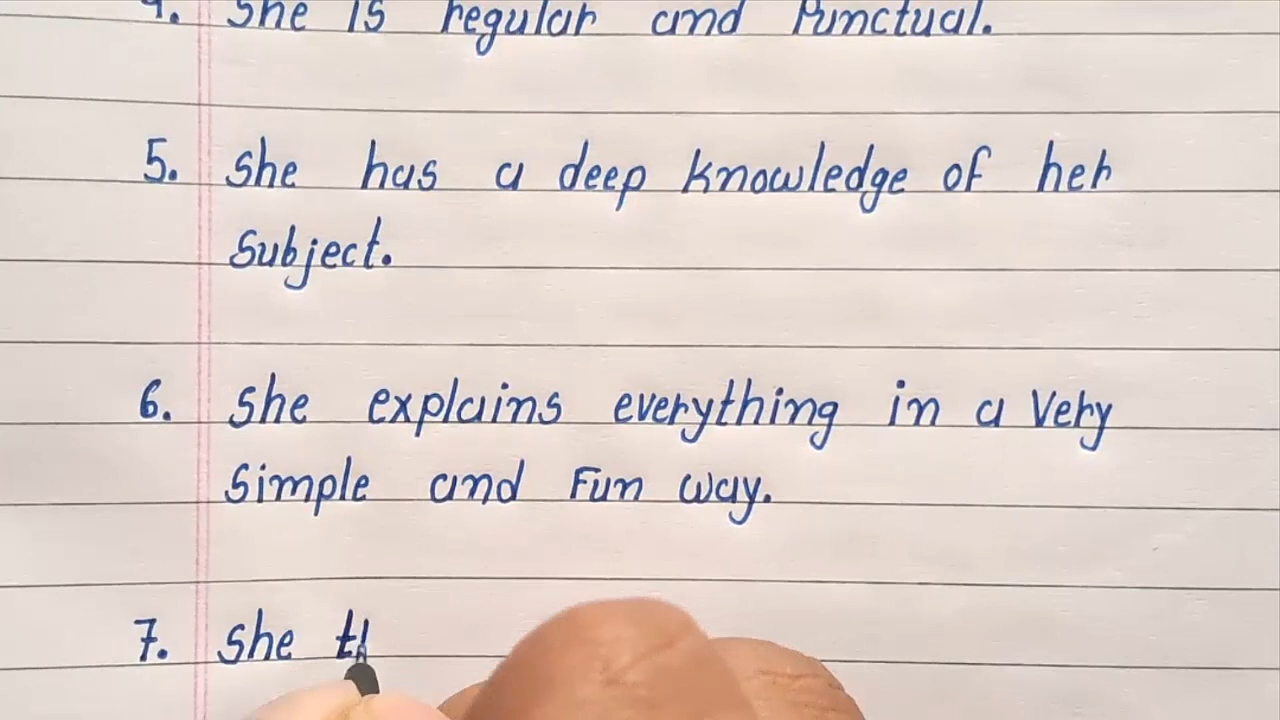 4. She is regular and Punctual.
5. She has a deep knowledge of her
Subject.
6. She explains everything in a Very
Simple and Fun way.
7. She